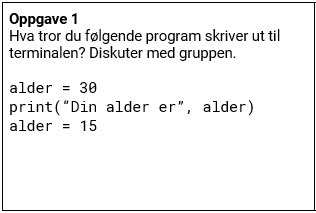 Oppgave 1
Hva tror du følgende program skriver ut til
terminalen? Diskuter med gruppen.
alder = 30
print(“Din alder er”, alder)
alder = 15